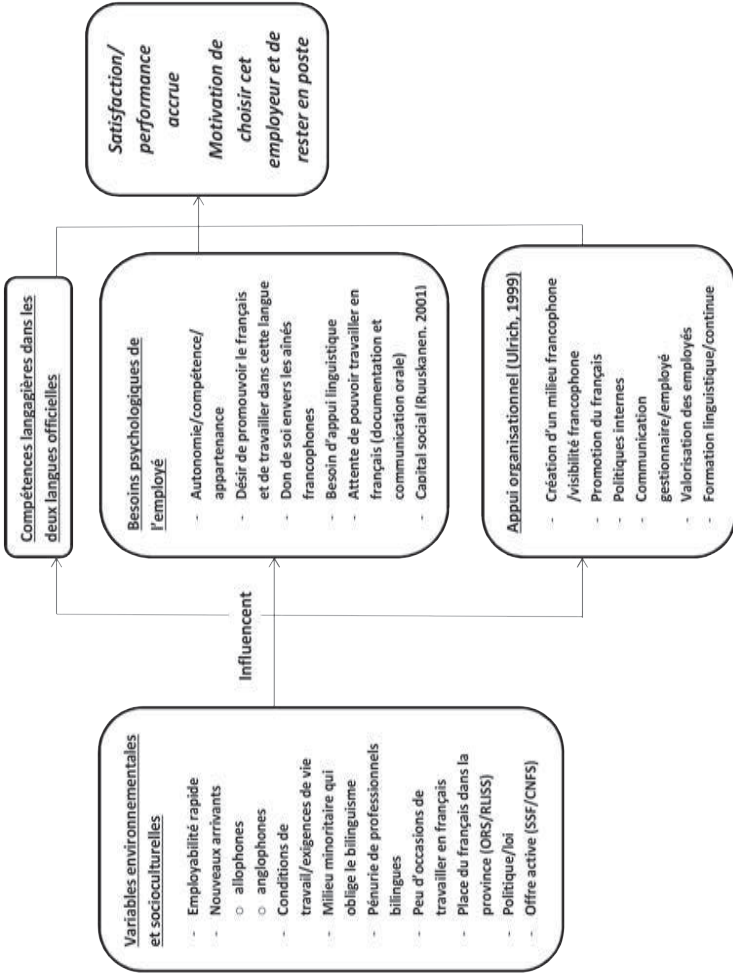 Variables environnementales
et socioculturelles
- Employabilité rapide
- Nouveaux arrivants
○ allophones
○ anglophones
- Conditions de
travail/exigences de vie
- Milieu minoritaire qui
oblige le bilinguisme
- Pénurie de professionnels
bilingues
- Peu d'occasions de
travailler en français
- Place du français dans la
province (ORS/RLISS)
- Politique/loi
- Offre active (SSF/CNFS)
Influencent
Compétences langagières dans les
deux langues officielles
Besoins psychologiques de
l'employé
- Autonomie/compétence/
appartenance
- Désir de promouvoir le français
et de travailler dans cette langue
- Don de soi envers les aînés
francophones
- Besoin d'appui linguistique
- Attente de pouvoir travailler en
français (documentation et
communication orale)
- Capital social (Ruuskanen. 2001)
Appui organisationnel (Ulrich, 1999)
- Création d'un milieu francophone
/visibilité francophone
- Promotion du français
- Politiques internes
- Communication
gestionnaire/employé
- Valorisation des employés
- Formation linguistique/continue
Satisfaction/
performance
accrue
Motivation de
choisir cet
employeur et de
rester en poste